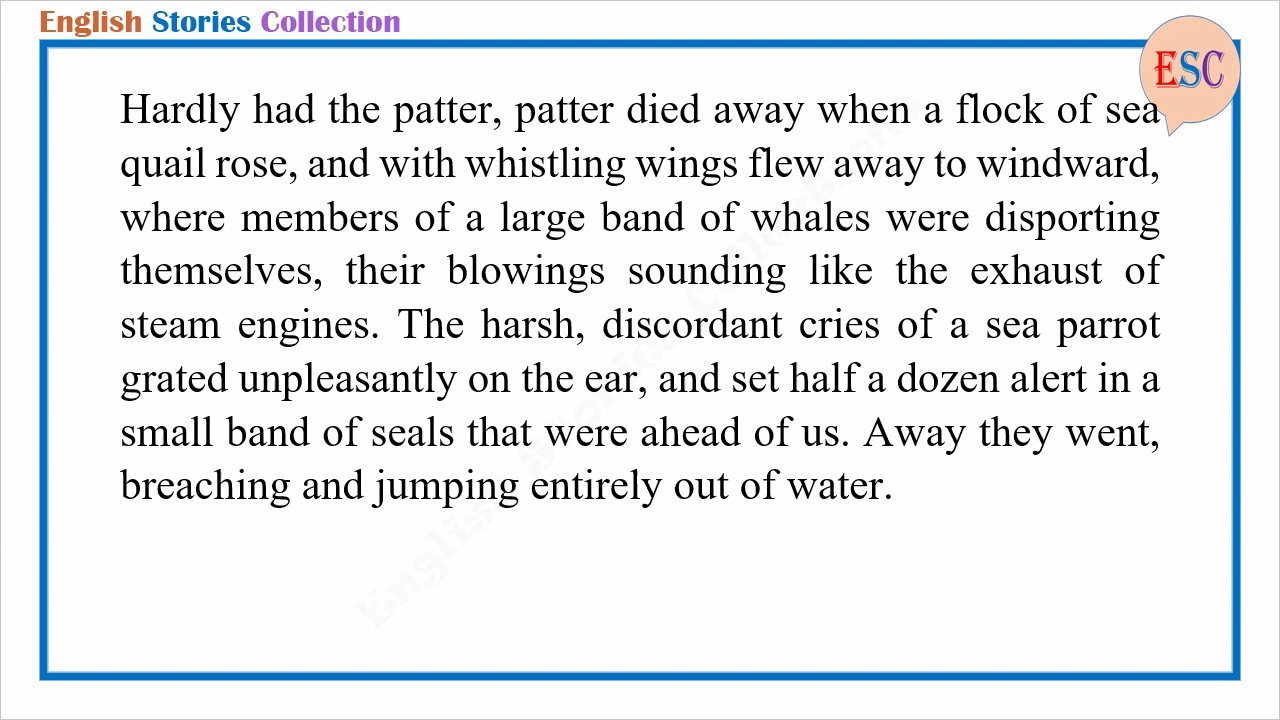 English Stories Collection
ESC
Hardly had the patter, patter died away when a flock of sea
quail rose, and with whistling wings flew away to windward,
where members of a large band of whales were disporting
themselves, their blowings sounding like the exhaust of
steam engines. The harsh, discordant cries of a sea parrot
grated unpleasantly on the ear, and set half a dozen alert in a
small band of seals that were ahead of us. Away they went,
breaching and jumping entirely out of water.
English Stories Collection